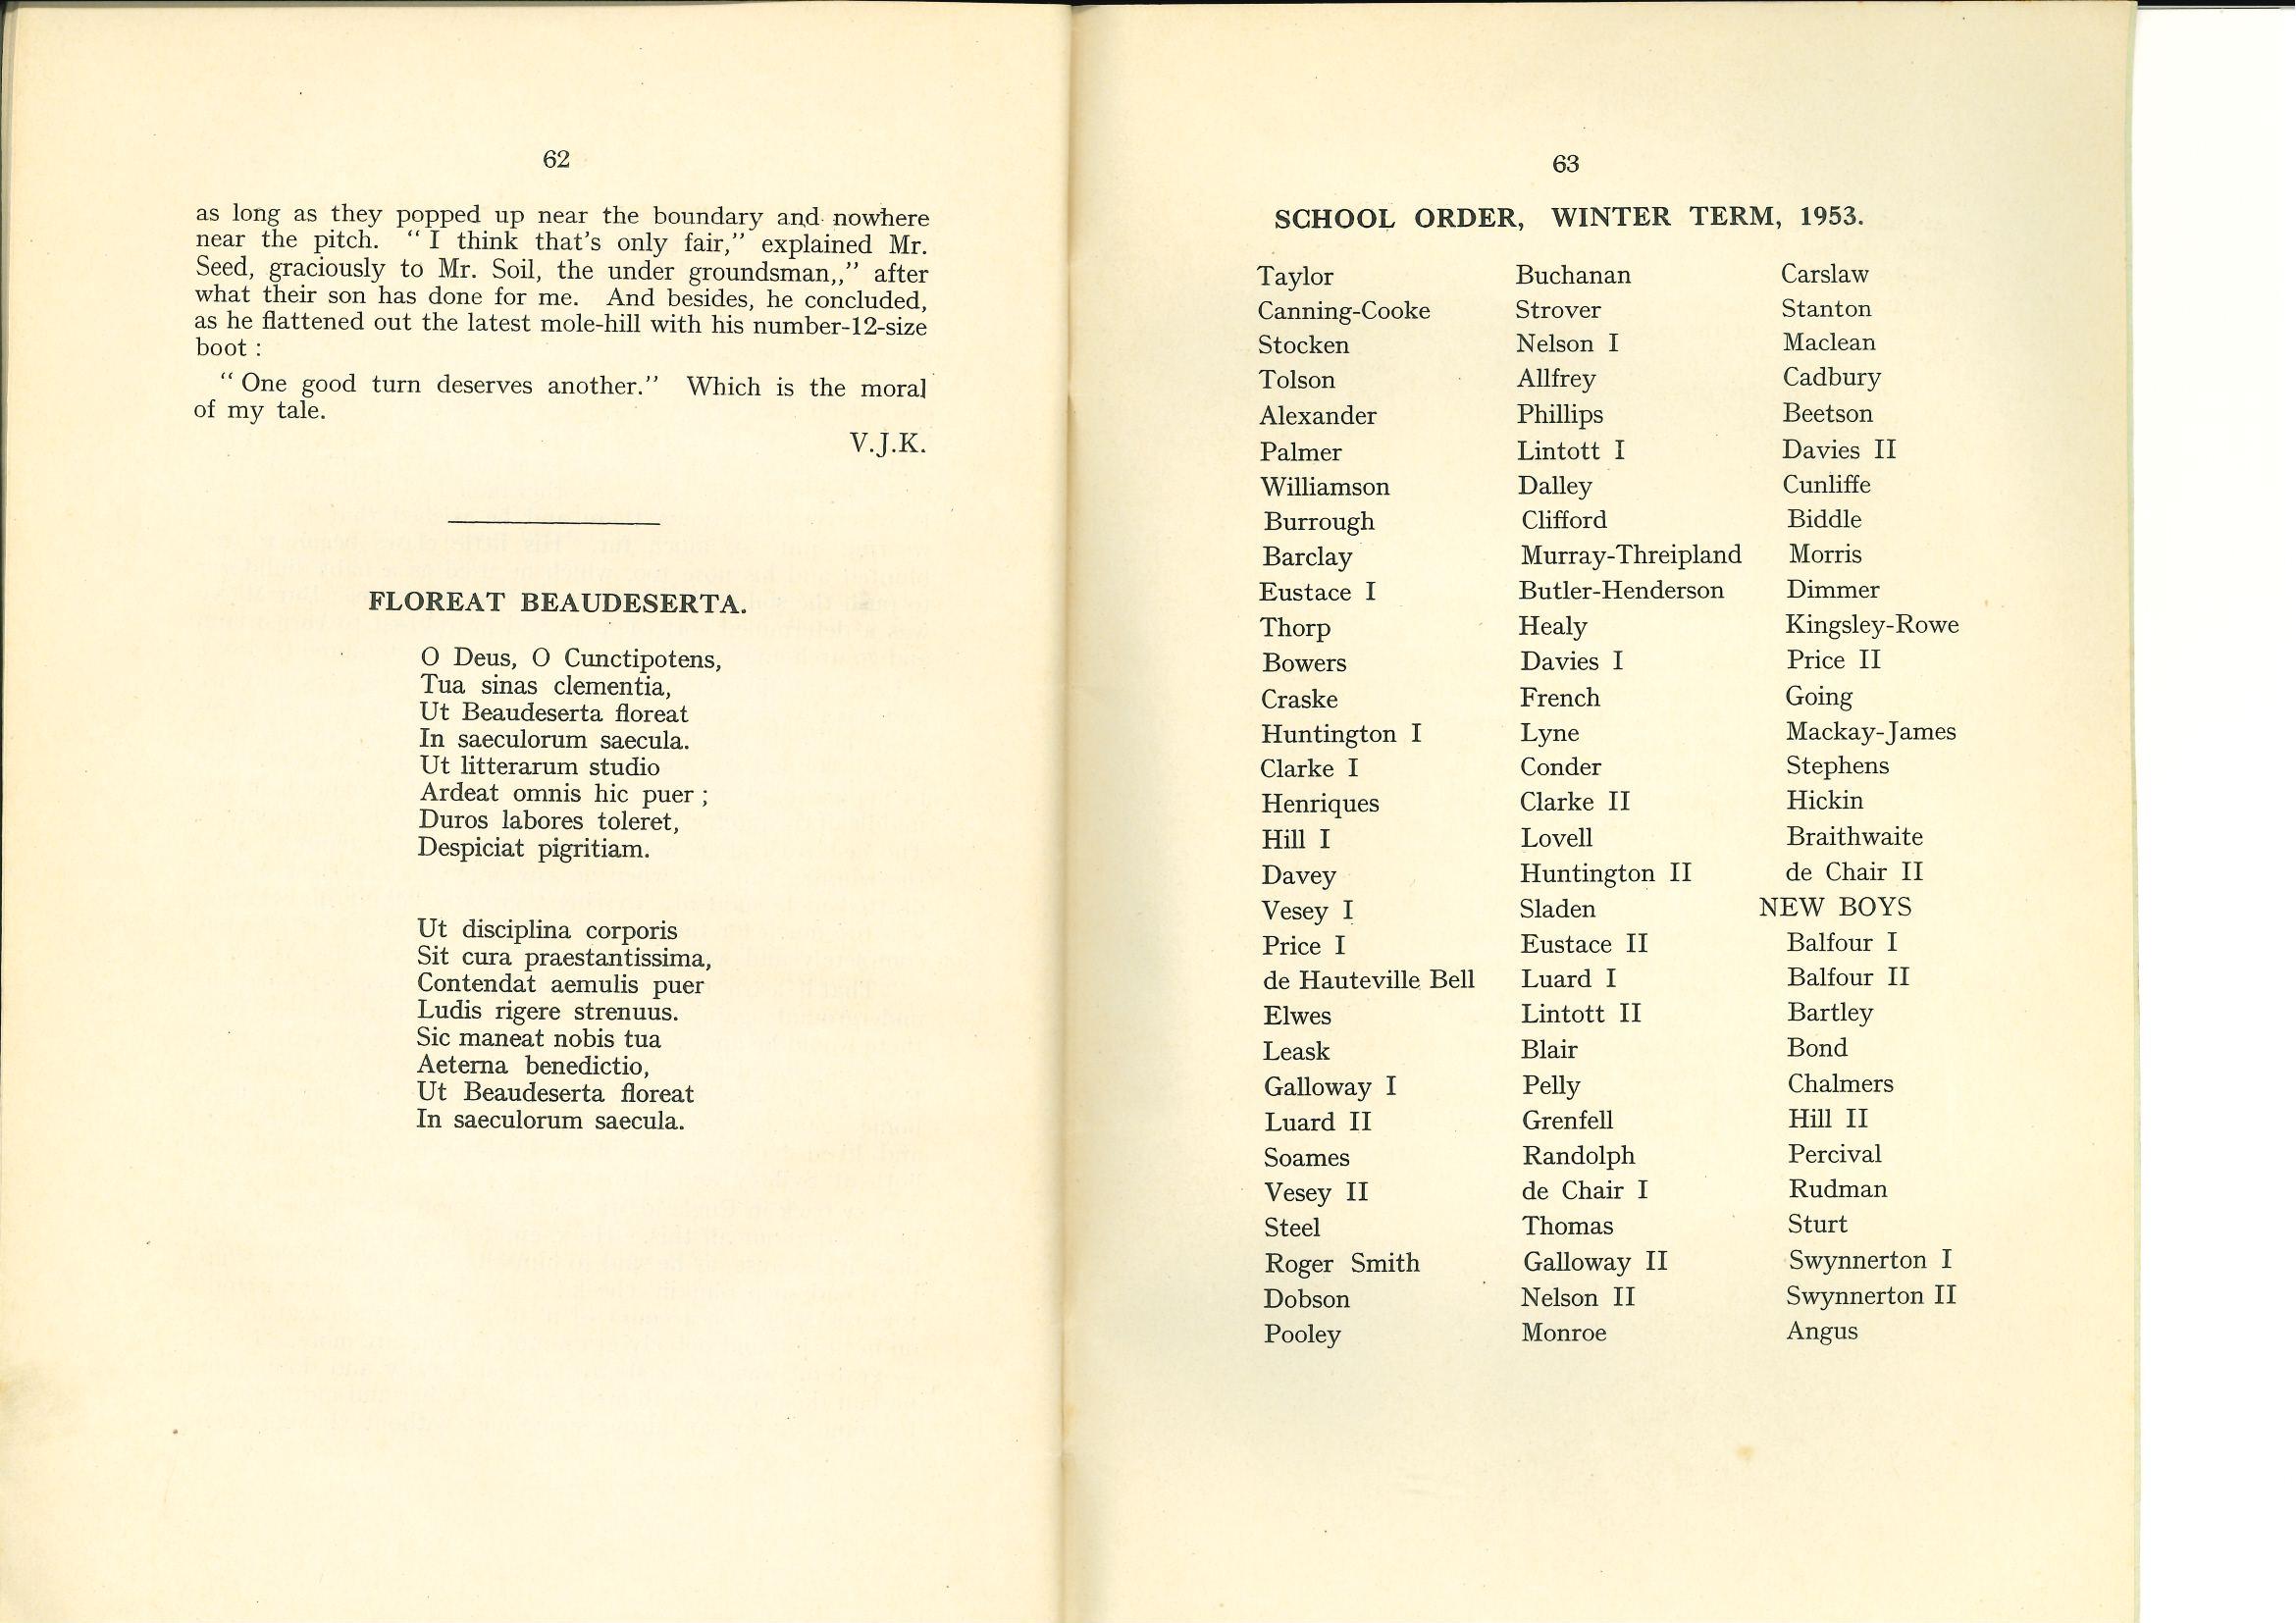 62
as long as they popped up near the boundary and nowhere
near the pitch. “ I think that’s only fair,” explained Mr.
Seed, graciously to Mr. Soil, the under groundsman,,” after
what their son has done for me. And besides, he concluded,
as he flattened out the latest mole-hill with his number-12-size
boot :
“ One good turn deserves another.” Which is the moral
of my tale.
V.J.K.
FLOREAT BEAUDESERTA.
O Deus, O Cunctipotens,
Tua sinas clementia,
Ut Beaudeserta floreat
In saeculorum saecula.
Ut litterarum studio
Ardeat omnis hic puer ;
Duros labores toleret,
Despiciat pigritiam.
Ut disciplina corporis
Sit cura praestantissima,
Contendat aemulis puer
Ludis rigere strenuus.
Sic maneat nobis tua
Aeterna benedictio,
Ut Beaudeserta floreat
In saeculorum saecula.
63
SCHOOL ORDER, WINTER TERM, 1953.
Taylor
Canning-Cooke
Stocken
Tolson
Alexander
Palmer
Williamson
Burrough
Barclay
Eustace I
Thorp
Bowers
Craske
Huntington I
Clarke I
Henriques
Hill I
Davey
Vesey I
Price I
de Hauteville Bell
Elwes
Leask
Galloway I
Luard II
Soames
Vesey II
Steel
Roger Smith
Dobson
Pooley
Buchanan
Strover
Nelson I
Allfrey
Phillips
Lintott I
Dalley
Clifford
Murray-Threipland
Butler-Henderson
Healy
Davies I
French
Lyne
Conder
Clarke II
Lovell
Huntington II
Sladen
Eustace II
Luard I
Lintott II
Blair
Pelly
Grenfell
Randolph
de Chair I
Thomas
Galloway II
Nelson II
Monroe
Carslaw
Stanton
Maclean
Cadbury
Beetson
Davies II
Cunliffe
Biddle
Morris
Dimmer
Kingsley-Rowe
Price II
Going
Mackay-James
Stephens
Hickin
Braithwaite
de Chair II
NEW BOYS
Balfour I
Balfour II
Bartley
Bond
Chalmers
Hill II
Percival
Rudman
Sturt
Swynnerton I
Swynnerton II
Angus